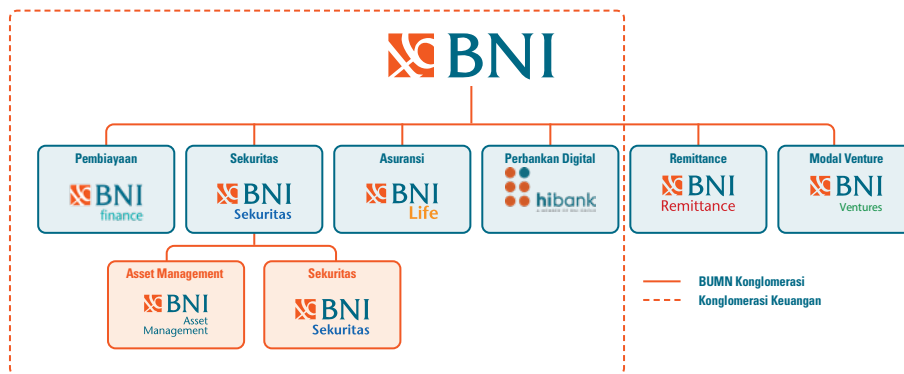 BNI
Pembiayaan
BNI
finance
Sekuritas
BNI
Sekuritas
Asuransi
BNI
Life
Perbankan Digital
hibank
Remittance
BNI
Remittance
Modal Venture
BNI
Ventures
Asset Management
BNI
Asset
Management
Sekuritas
BNI
Sekuritas
BUMN Konglomerasi
Konglomerasi Keuangan